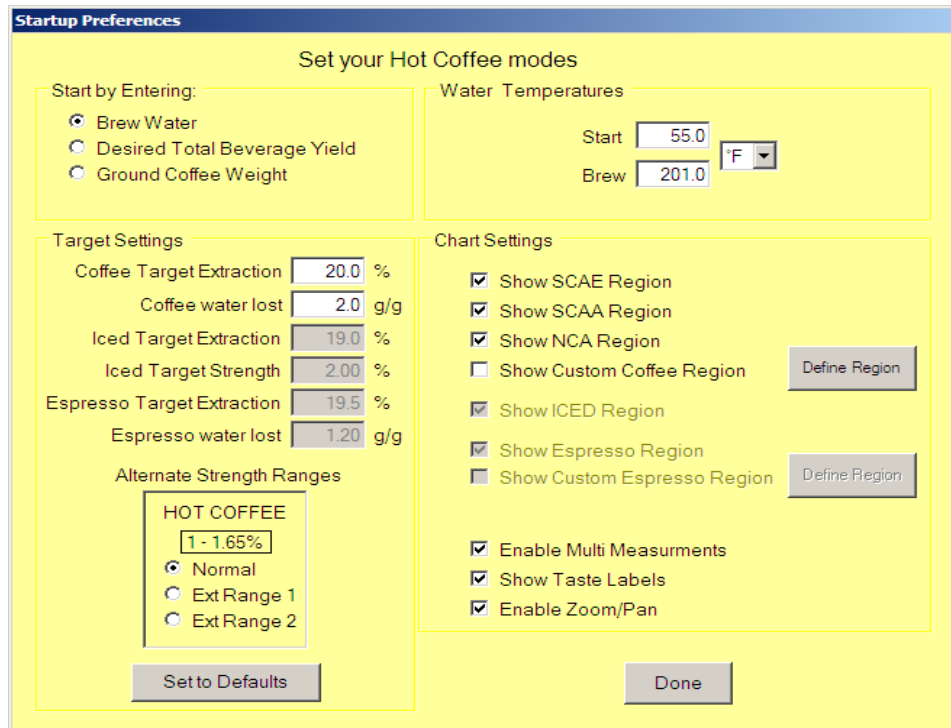 Startup Preferences
Set your Hot Coffee modes
Start by Entering:
Brew Water
Desired Total Beverage Yield
Ground Coffee Weight
Water Temperatures
Start 55.0
°F
Brew 201.0
Target Settings
Coffee Target Extraction 20.0 %
Coffee water lost 2.0 g/g
Iced Target Extraction 19.0 %
Iced Target Strength 2.00 %
Espresso Target Extraction 19.5 %
Espresso water lost 1.20 g/g
Alternate Strength Ranges
HOT COFFEE
1 - 1.65%
Normal
Ext Range 1
Ext Range 2
Set to Defaults
Chart Settings
Show SCAE Region
Show SCAA Region
Show NCA Region
Show Custom Coffee Region Define Region
Show ICED Region
Show Espresso Region
Show Custom Espresso Region Define Region
Enable Multi Measurments
Show Taste Labels
Enable Zoom/Pan
Done